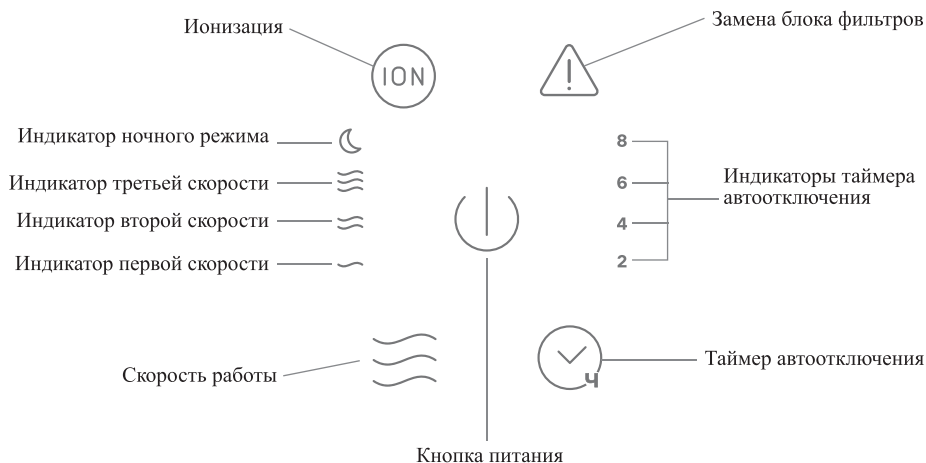 Замена блока фильтров
Ионизация
ION
Индикатор ночного режима
8
Индикатор третьей скорости
6
Индикаторы таймера
автоотключения
Индикатор второй скорости
4
Индикатор первой скорости
2
Таймер автоотключения
Скорость работы
ч
Кнопка питания